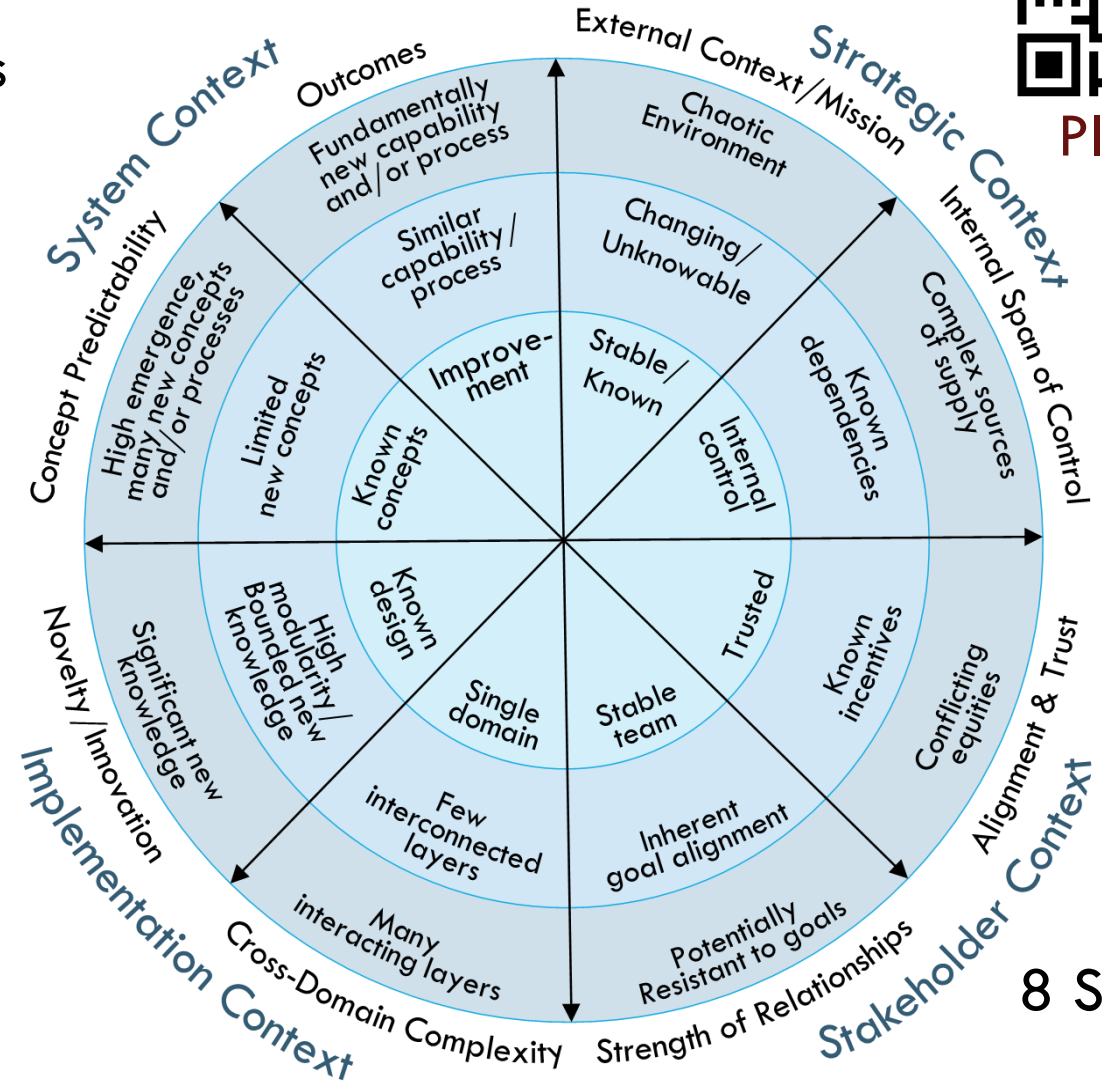 s
System Context
Strategic Context
PI
Outcomes
External Context/Mission
Fundamentally
new capability
and/or process
Chaotic
Environment
Similar
capability/
process
Changing/
Unknowable
Improve-
ment
Stable/
Known
Internal Span of Control
Complex sources
of supply
Known
dependencies
Internal
control
Concept Predictability
High emergence,
many new concepts
and/or processes
Limited
new concepts
Known
concepts
Novelty/Innovation
Significant new
knowledge
High
modularity/
Bounded new
knowledge
Known
design
Trusted
Known
incentives
Conflicting
equities
Alignment & Trust
Single
domain
Stable
team
Few
interconnected
layers
Inherent
goal alignment
Many
interacting layers
Potentially
Resistant to goals
Cross-Domain Complexity
Strength of Relationships
Implementation Context
Stakeholder Context
8 S